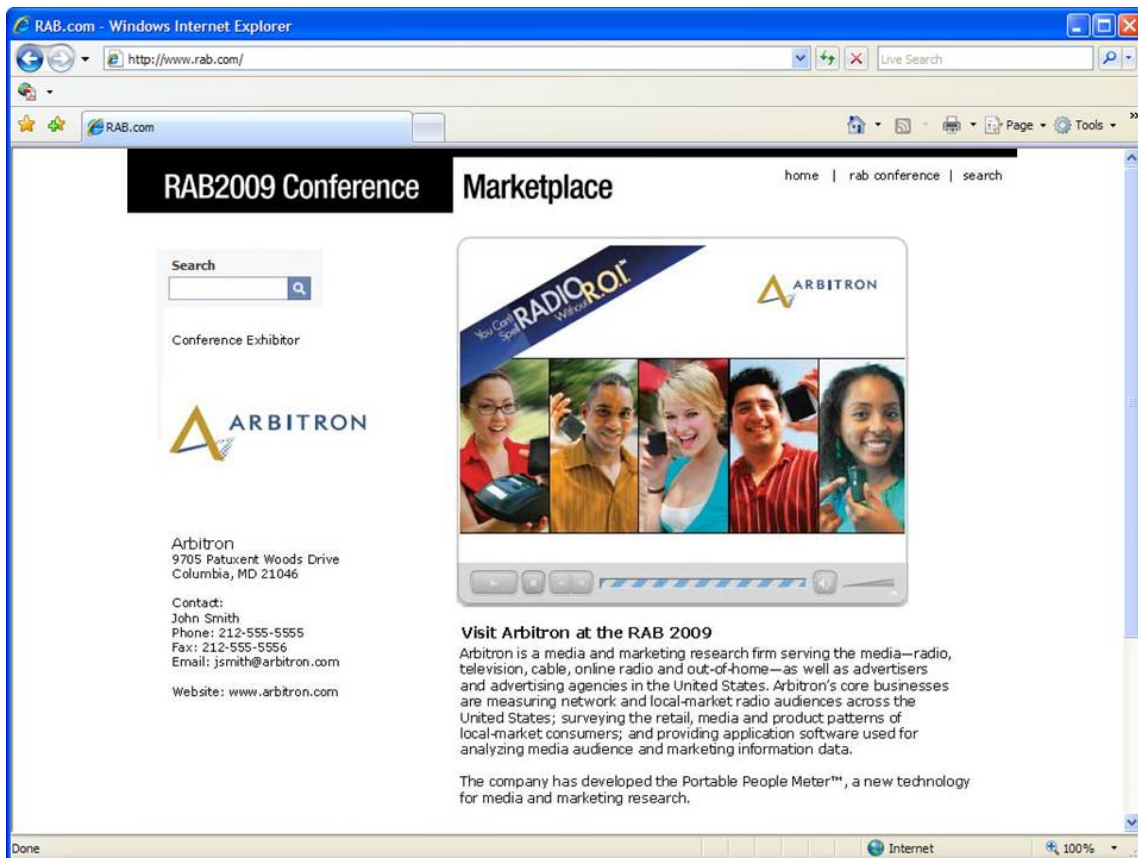 RAB.com - Windows Internet Explorer
http://www.rab.com/
Live Search
RAB.com
Page
Tools
RAB2009 Conference
Marketplace
home | rab conference | search
Search
Conference Exhibitor
ARBITRON
Arbitron
9705 Patuxent Woods Drive
Columbia, MD 21046
Contact:
John Smith
Phone: 212-555-5555
Fax: 212-555-5556
Email: jsmith@arbitron.com
Website: www.arbitron.com
You Can't
Spell RADIO
Without R.O.I.™
ARBITRON
Visit Arbitron at the RAB 2009
Arbitron is a media and marketing research firm serving the media—radio,
television, cable, online radio and out-of-home—as well as advertisers
and advertising agencies in the United States. Arbitron's core businesses
are measuring network and local-market radio audiences across the
United States; surveying the retail, media and product patterns of
local-market consumers; and providing application software used for
analyzing media audience and marketing information data.
The company has developed the Portable People Meter™, a new technology
for media and marketing research.
Done
Internet
100%